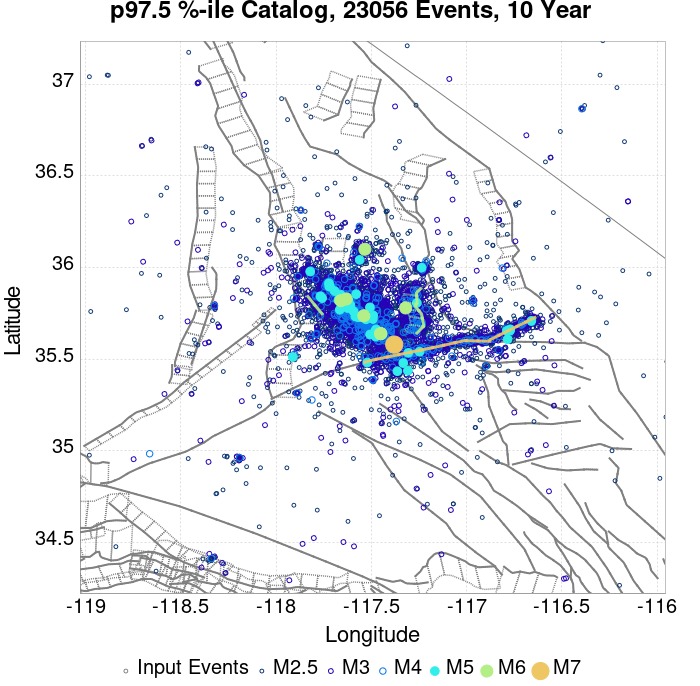 p97.5 %-ile Catalog, 23056 Events, 10 Year
37
36.5
36
35.5
35
34.5
Latitude
-119 -118.5 -118 -117.5 -117 -116.5 -116
Longitude
Input Events M2.5 M3 M4 M5 M6 M7